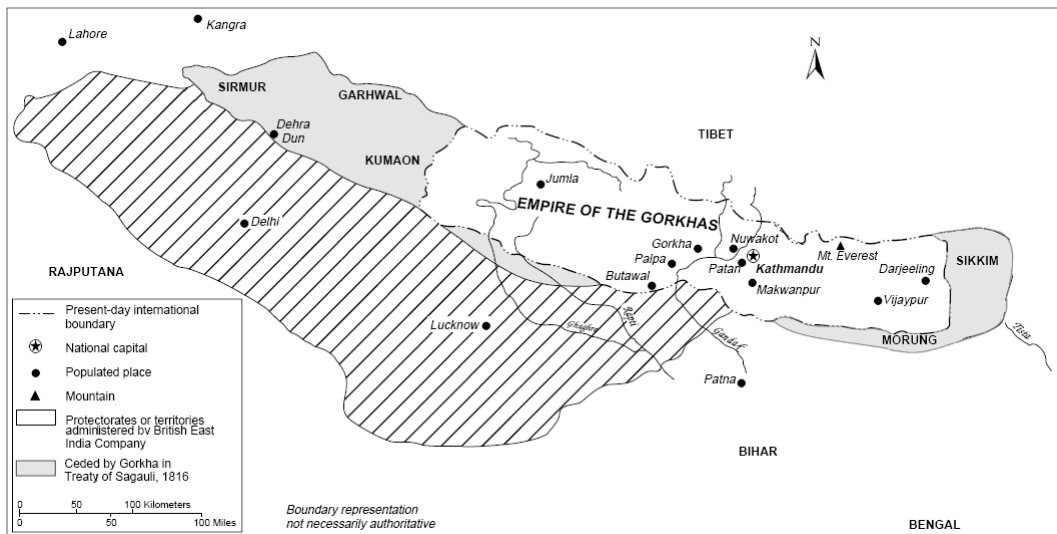 Kangra
Lahore
N
SIRMUR
GARHWAL
TIBET
Dehra
Dun
KUMAON
Jumla
EMPIRE OF THE GORKHAS
Delhi
Gorkha
Nuwakot
Mt. Everest
Palpa
Patan
Kathmandu
SIKKIM
RAJPUTANA
Darjeeling
Butawal
Makwanpur
Vijaypur
Lucknow
Ghaghra
Rapti
Gandak
MORUNG
Tista
Patna
BIHAR
Present-day international
boundary
National capital
Populated place
Mountain
Protectorates or territories
administered by British East
India Company
Ceded by Gorkha in
Treaty of Sagauli, 1816
0 50 100 Kilometers
0 50 100 Miles
Boundary representation
not necessarily authoritative
BENGAL